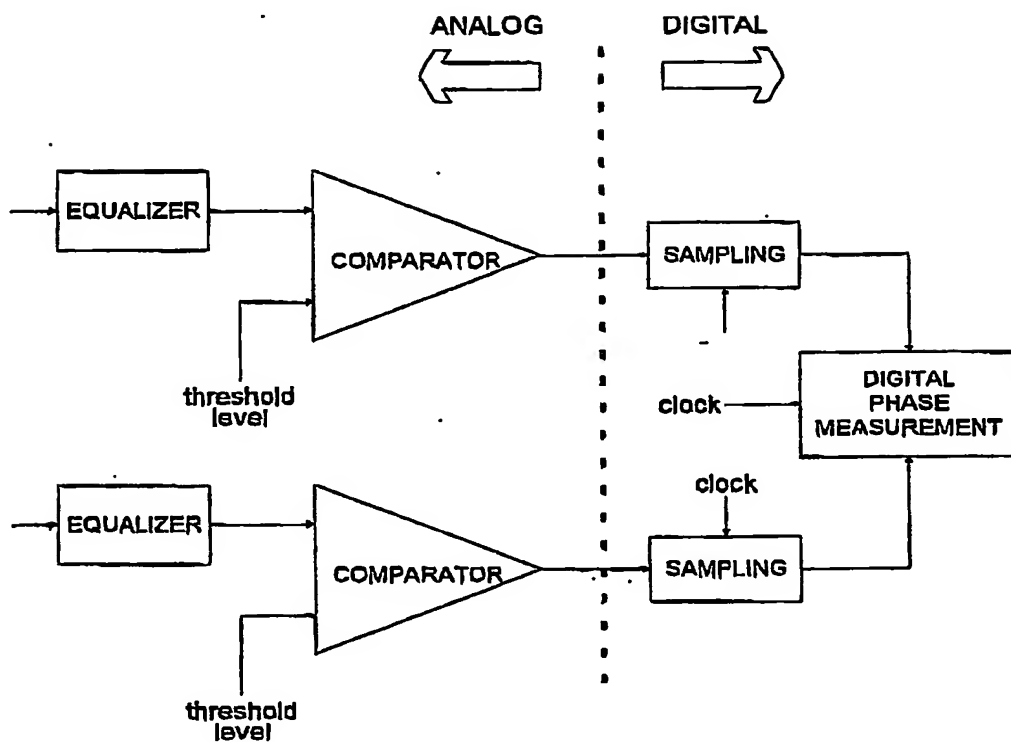 ANALOG
DIGITAL
EQUALIZER
COMPARATOR
SAMPLING
threshold
level
clock
DIGITAL
PHASE
MEASUREMENT
clock
EQUALIZER
COMPARATOR
SAMPLING
threshold
level